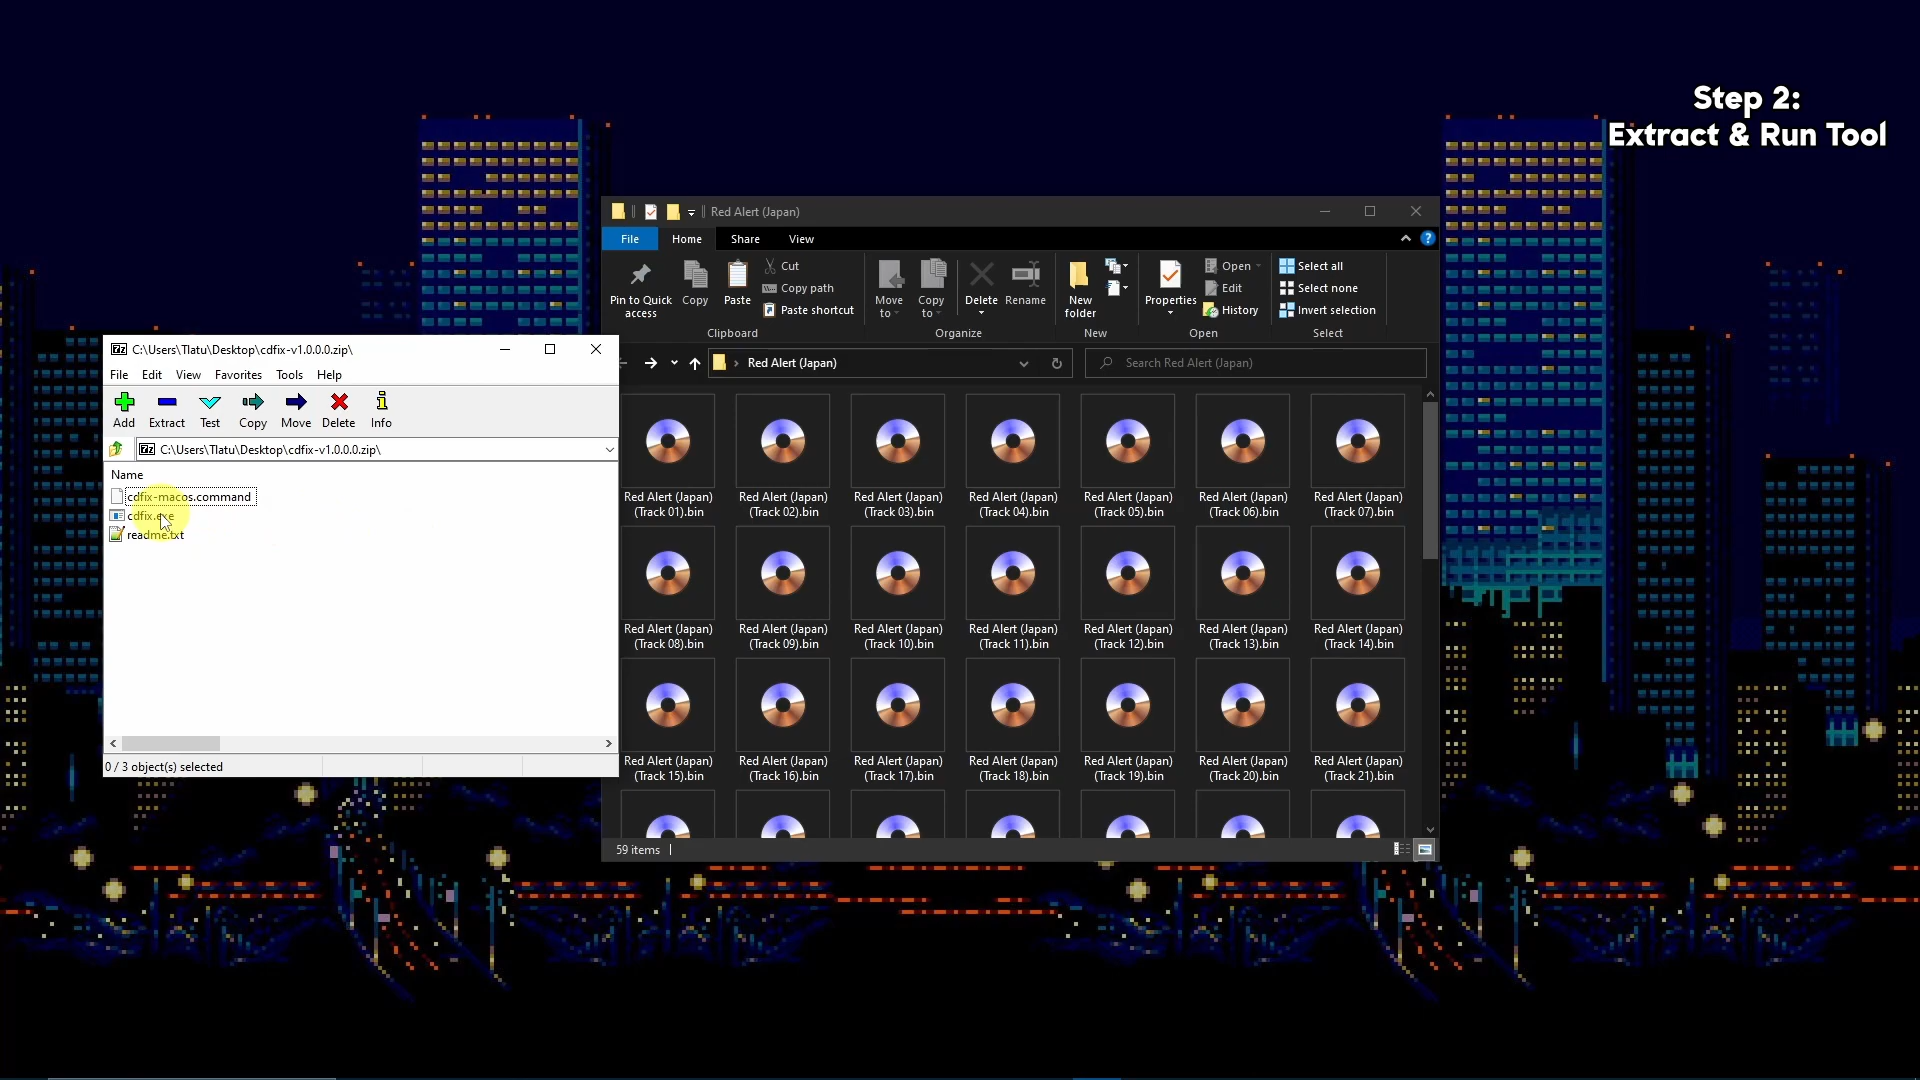 Step 2:
Extract & Run Tool
Red Alert (Japan)
File Home Share View
Pin to Quick access
Copy
Paste
Cut
Copy path
Paste shortcut
Clipboard
Move to
Copy to
Delete
Rename
Organize
New folder
New
Properties
Open
Edit
History
Open
Select all
Select none
Invert selection
Select
Red Alert (Japan)
Search Red Alert (Japan)
Red Alert (Japan) (Track 01).bin
Red Alert (Japan) (Track 02).bin
Red Alert (Japan) (Track 03).bin
Red Alert (Japan) (Track 04).bin
Red Alert (Japan) (Track 05).bin
Red Alert (Japan) (Track 06).bin
Red Alert (Japan) (Track 07).bin
Red Alert (Japan) (Track 08).bin
Red Alert (Japan) (Track 09).bin
Red Alert (Japan) (Track 10).bin
Red Alert (Japan) (Track 11).bin
Red Alert (Japan) (Track 12).bin
Red Alert (Japan) (Track 13).bin
Red Alert (Japan) (Track 14).bin
Red Alert (Japan) (Track 15).bin
Red Alert (Japan) (Track 16).bin
Red Alert (Japan) (Track 17).bin
Red Alert (Japan) (Track 18).bin
Red Alert (Japan) (Track 19).bin
Red Alert (Japan) (Track 20).bin
Red Alert (Japan) (Track 21).bin
59 items
C:\Users\Tlatu\Desktop\cdfix-v1.0.0.0.zip\
File Edit View Favorites Tools Help
Add Extract Test Copy Move Delete Info
C:\Users\Tlatu\Desktop\cdfix-v1.0.0.0.zip\
Name
cdfix-macos.command
cdfix.exe
readme.txt
0 / 3 object(s) selected